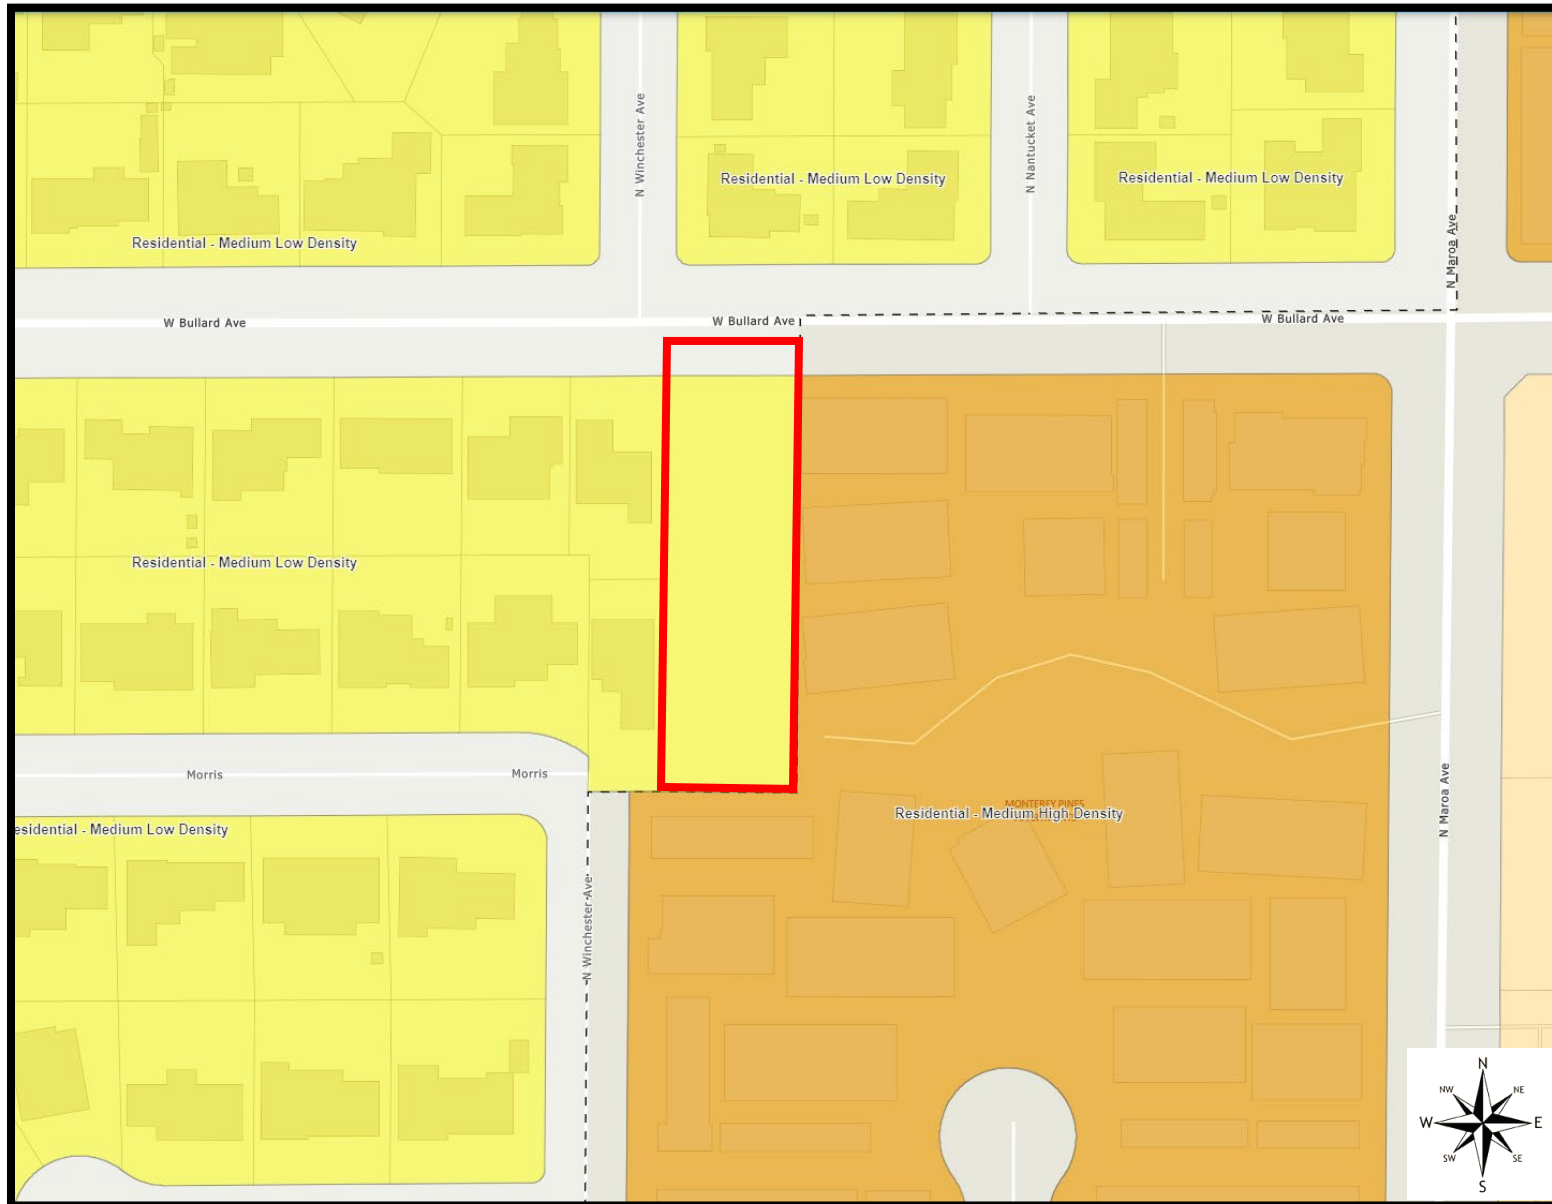 N Winchester Ave
N Nantucket Ave
N Maroa Ave
Residential - Medium Low Density
Residential - Medium Low Density
Residential - Medium Low Density
W Bullard Ave
W Bullard Ave
W Bullard Ave
Residential - Medium Low Density
Morris
Morris
N Maroa Ave
MONTEREY PINES
Residential - Medium High Density
esidential - Medium Low Density
N Winchester Ave
N
NW
NE
W
E
SW
SE
S